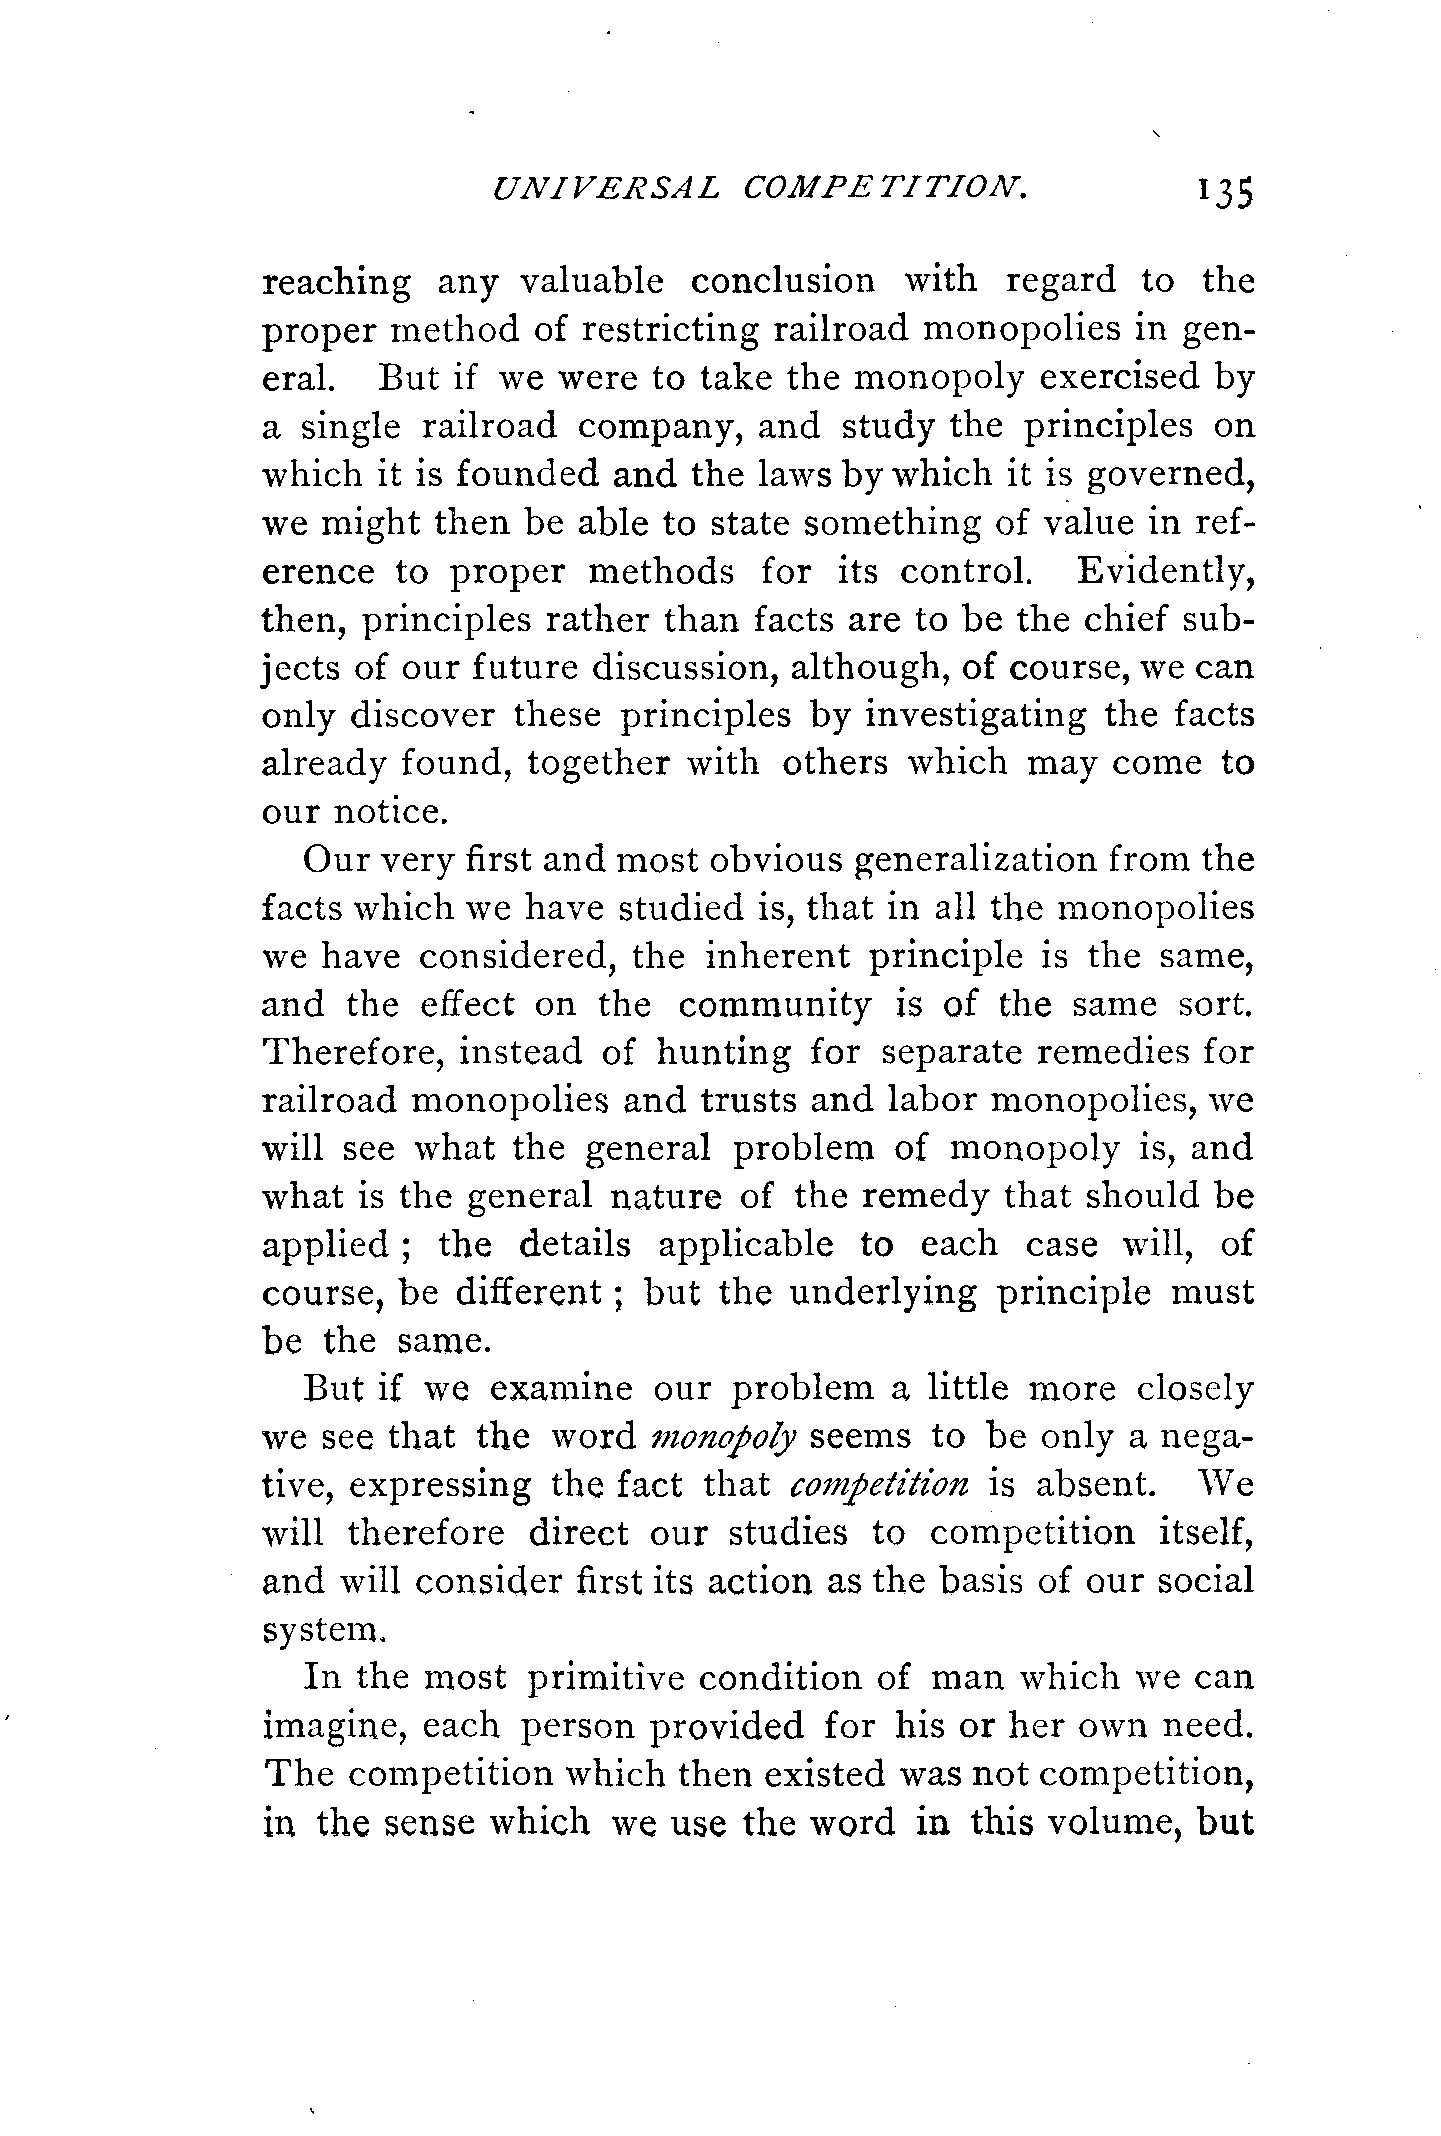 UNIVERSAL COMPETITION. 135
reaching any valuable conclusion with regard to the
proper method of restricting railroad monopolies in gen-
eral. But if we were to take the monopoly exercised by
a single railroad company, and study the principles on
which it is founded and the laws by which it is governed,
we might then be able to state something of value in ref-
erence to proper methods for its control. Evidently,
then, principles rather than facts are to be the chief sub-
jects of our future discussion, although, of course, we can
only discover these principles by investigating the facts
already found, together with others which may come to
our notice.
Our very first and most obvious generalization from the
facts which we have studied is, that in all the monopolies
we have considered, the inherent principle is the same,
and the effect on the community is of the same sort.
Therefore, instead of hunting for separate remedies for
railroad monopolies and trusts and labor monopolies, we
will see what the general problem of monopoly is, and
what is the general nature of the remedy that should be
applied ; the details applicable to each case will, of
course, be different ; but the underlying principle must
be the same.
But if we examine our problem a little more closely
we see that the word monopoly seems to be only a nega-
tive, expressing the fact that competition is absent. We
will therefore direct our studies to competition itself,
and will consider first its action as the basis of our social
system.
In the most primitive condition of man which we can
imagine, each person provided for his or her own need.
The competition which then existed was not competition,
in the sense which we use the word in this volume, but